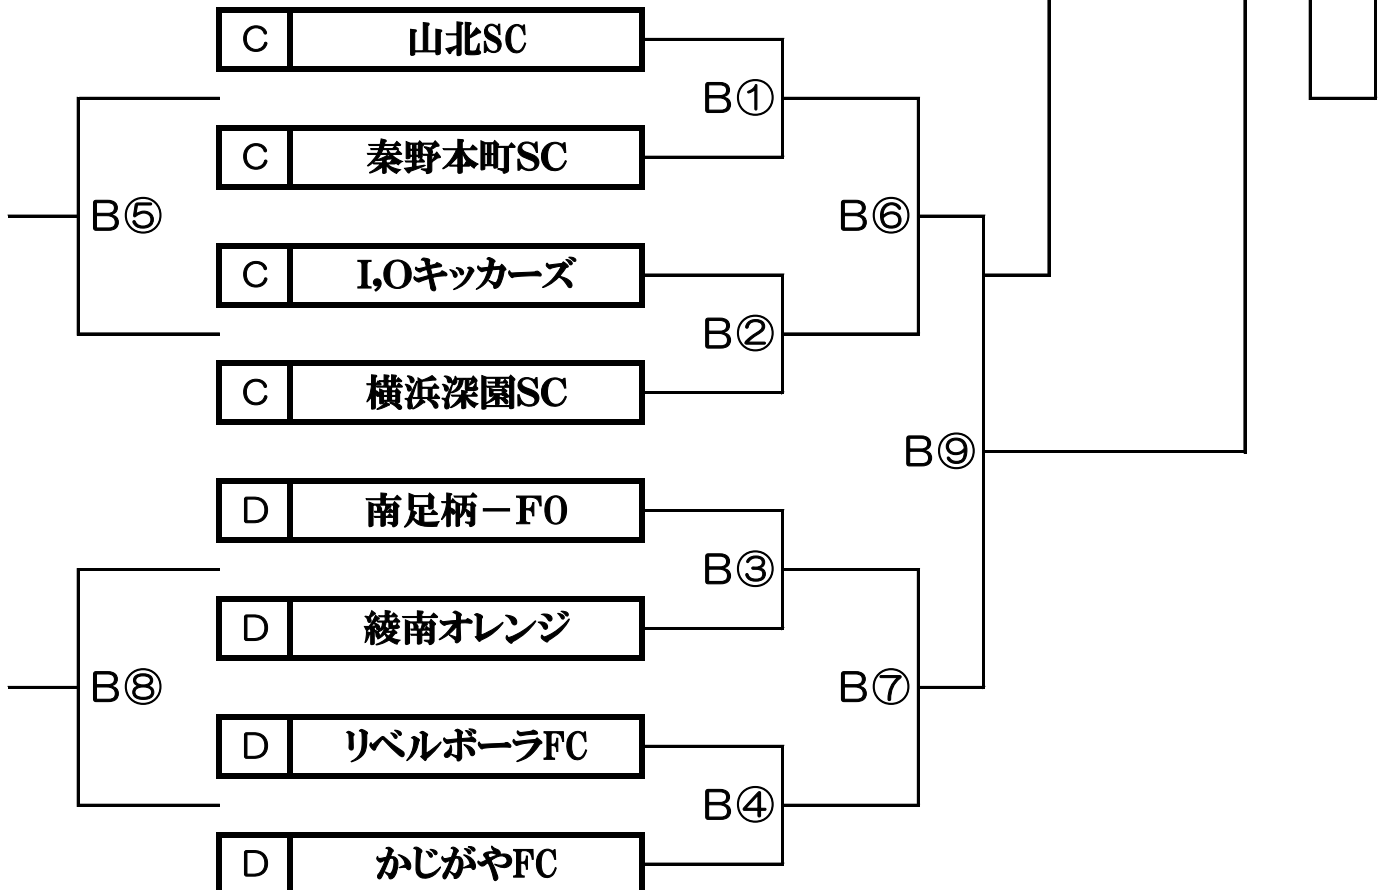 C 山北SC
B①
C 秦野本町SC
B⑤ B⑥
C I,Oキッカーズ
B②
C 横浜深園SC
B⑨
D 南足柄－FO
B③
D 綾南オレンジ
B⑧ B⑦
D リベルボーラFC
B④
D かじがやFC